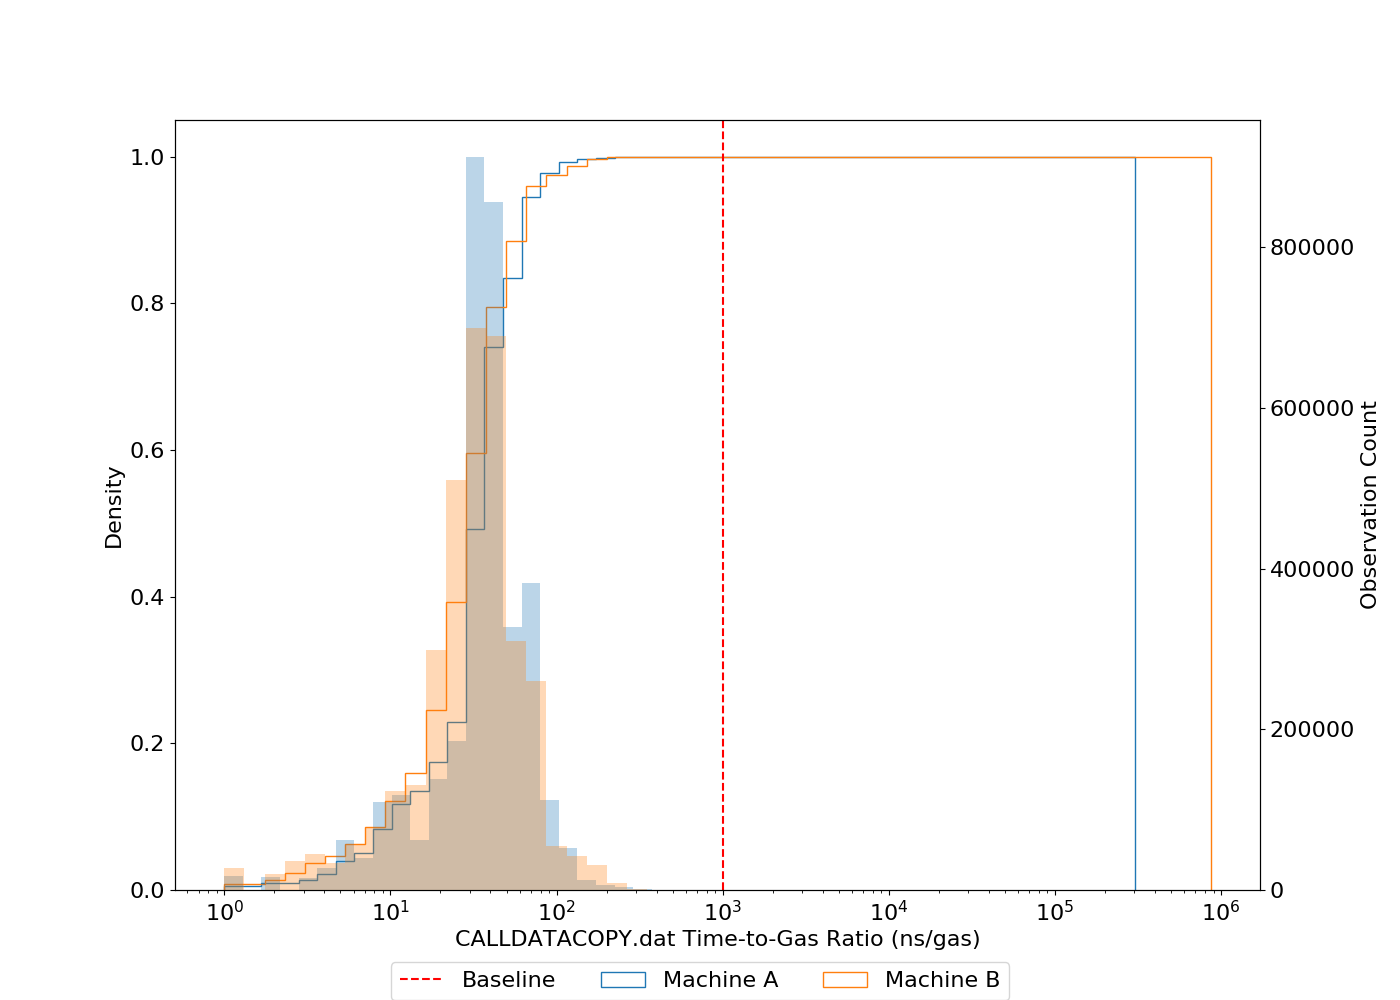 1.0
0.8
0.6
0.4
0.2
0.0
Density
800000
600000
400000
200000
0
Observation Count
10⁰ 10¹ 10² 10³ 10⁴ 10⁵ 10⁶
CALLDATACOPY.dat Time-to-Gas Ratio (ns/gas)
Baseline Machine A Machine B